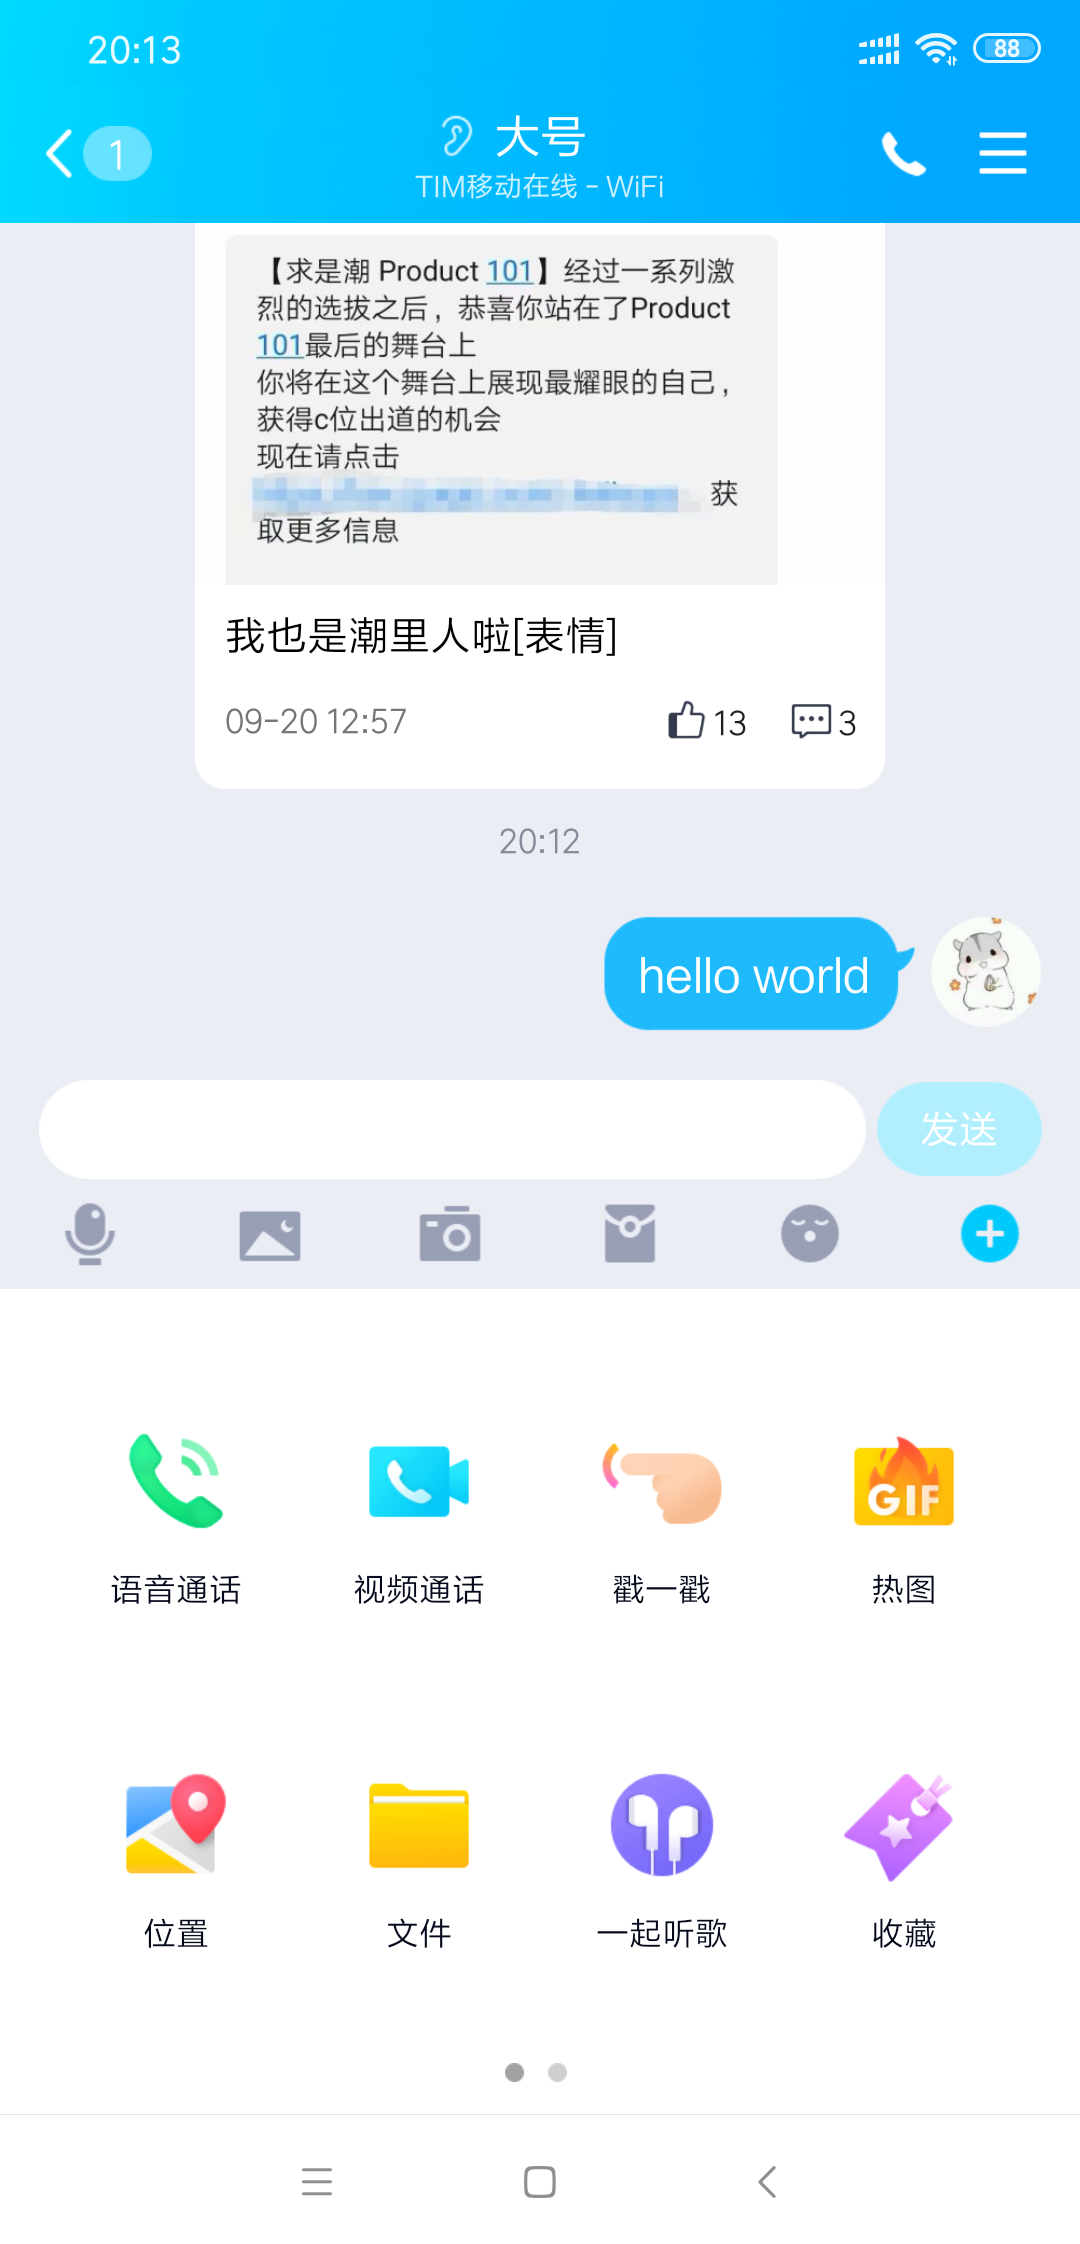 20:13
88
1
大号
TIM移动在线 - WiFi
【求是潮 Product 101】经过一系列激
烈的选拔之后，恭喜你站在了Product
101最后的舞台上
你将在这个舞台上展现最耀眼的自己，
获得c位出道的机会
现在请点击
获
取更多信息
我也是潮里人啦[表情]
09-20 12:57
13
3
20:12
hello world
发送
语音通话
视频通话
戳一戳
GIF
热图
位置
文件
一起听歌
收藏